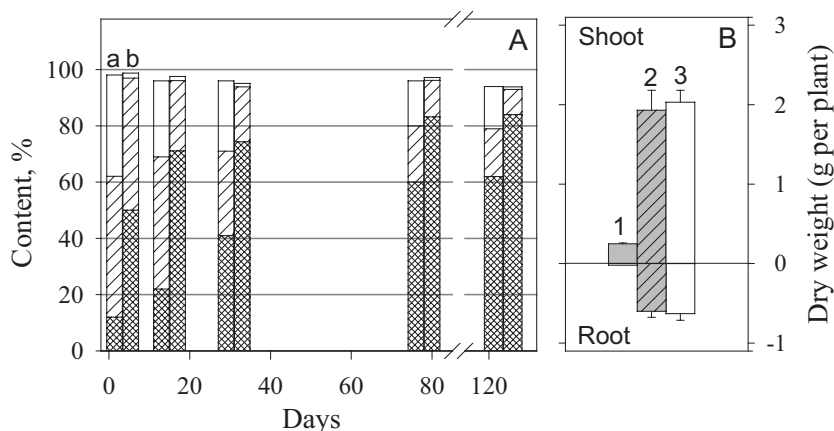 A
a b
100
80
60
40
20
0
Content, %
0 20 40 60 80 120
Days
B
Shoot
1
2
3
Root
3
2
1
0
-1
Dry weight (g per plant)